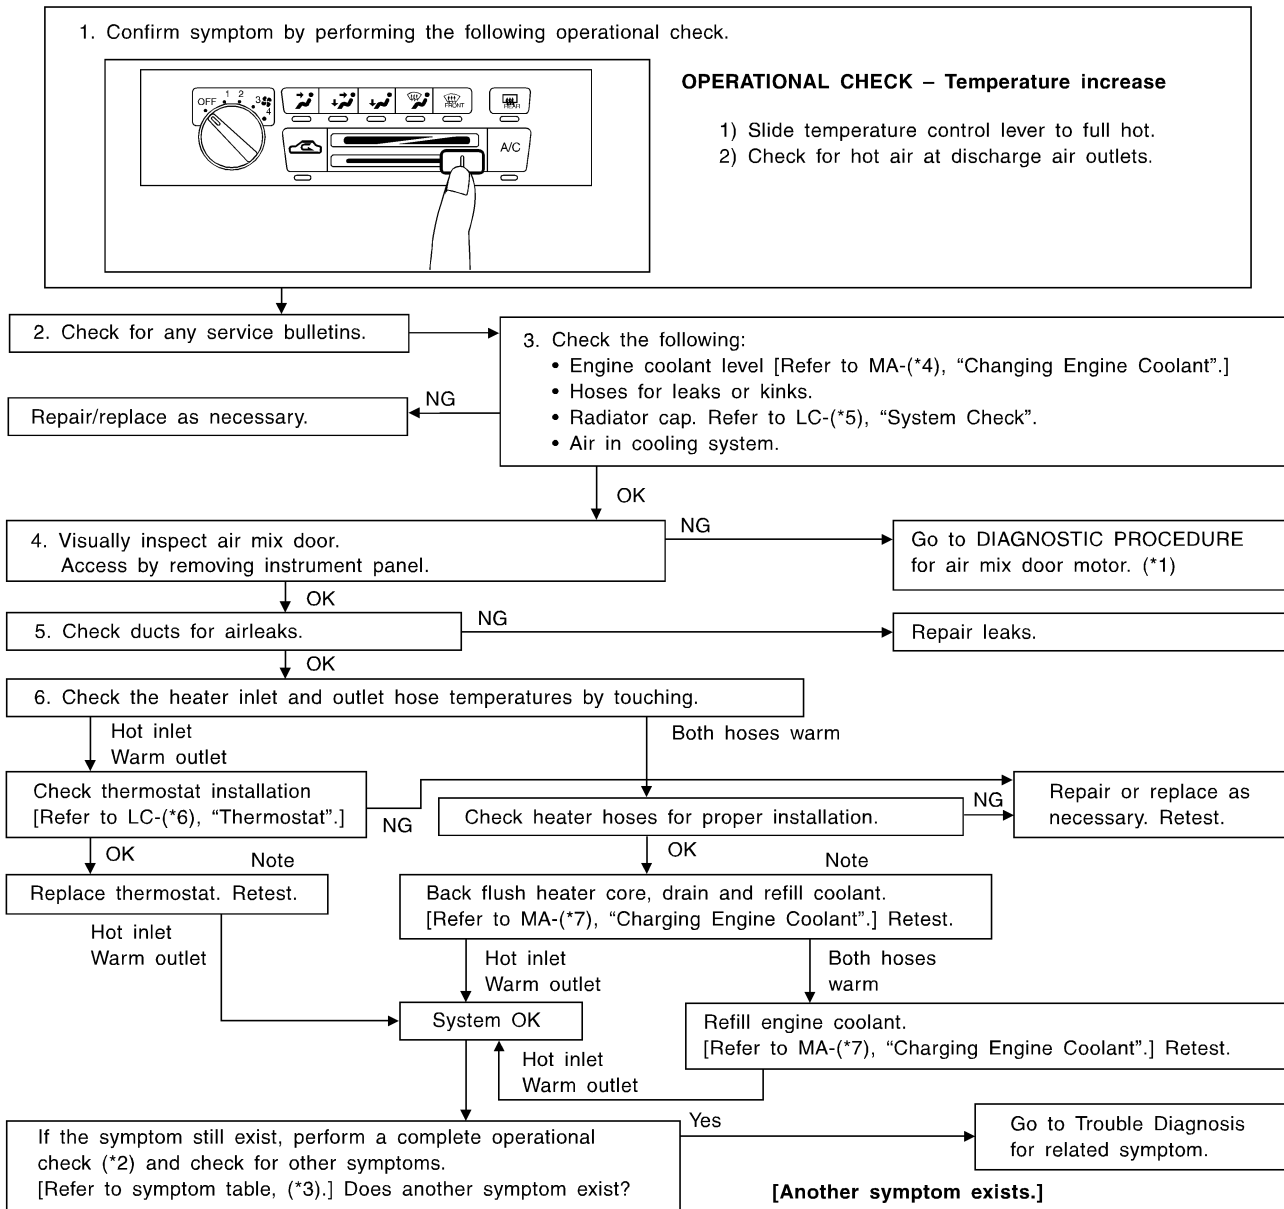 1. Confirm symptom by performing the following operational check.
OFF
1
2
3
4
FRONT
REAR
A/C
OPERATIONAL CHECK – Temperature increase
1) Slide temperature control lever to full hot.
2) Check for hot air at discharge air outlets.
2. Check for any service bulletins.
3. Check the following:
• Engine coolant level [Refer to MA-(*4), “Changing Engine Coolant”.]
• Hoses for leaks or kinks.
• Radiator cap. Refer to LC-(*5), “System Check”.
• Air in cooling system.
NG
Repair/replace as necessary.
OK
4. Visually inspect air mix door.
Access by removing instrument panel.
NG
Go to DIAGNOSTIC PROCEDURE
for air mix door motor. (*1)
OK
5. Check ducts for airleaks.
NG
Repair leaks.
OK
6. Check the heater inlet and outlet hose temperatures by touching.
Hot inlet
Warm outlet
Both hoses warm
Check thermostat installation
[Refer to LC-(*6), “Thermostat”.]
NG
Check heater hoses for proper installation.
NG
Repair or replace as
necessary. Retest.
OK
Note
OK
Note
Replace thermostat. Retest.
Back flush heater core, drain and refill coolant.
[Refer to MA-(*7), “Charging Engine Coolant”.] Retest.
Hot inlet
Warm outlet
Hot inlet
Warm outlet
Both hoses
warm
System OK
Refill engine coolant.
[Refer to MA-(*7), “Charging Engine Coolant”.] Retest.
Hot inlet
Warm outlet
If the symptom still exist, perform a complete operational
check (*2) and check for other symptoms.
[Refer to symptom table, (*3).] Does another symptom exist?
Yes
Go to Trouble Diagnosis
for related symptom.
[Another symptom exists.]